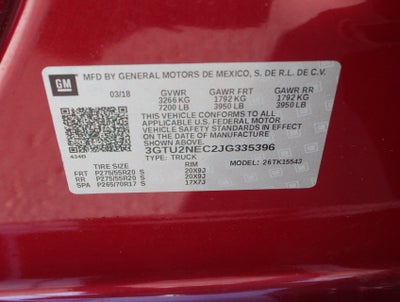 GM
MFD BY GENERAL MOTORS DE MEXICO, S. DE R.L. DE C.V.
03/18 GVWR GAWR FRT GAWR RR
3266 KG 1792 KG 1792 KG
7200 LB 3950 LB 3950 LB
THIS VEHICLE CONFORMS TO ALL
APPLICABLE U.S. FEDERAL MOTOR
VEHICLE SAFETY STANDARDS IN
EFFECT ON THE DATE OF
MANUFACTURE SHOWN ABOVE.
3GTU2NEC2JG335396
TYPE: TRUCK MODEL: 26TK15543
TIRE SIZE RIM
FRT P275/55R20 S 20X9J
RR P275/55R20 S 20X9J
SPA P265/70R17 S 17X7J